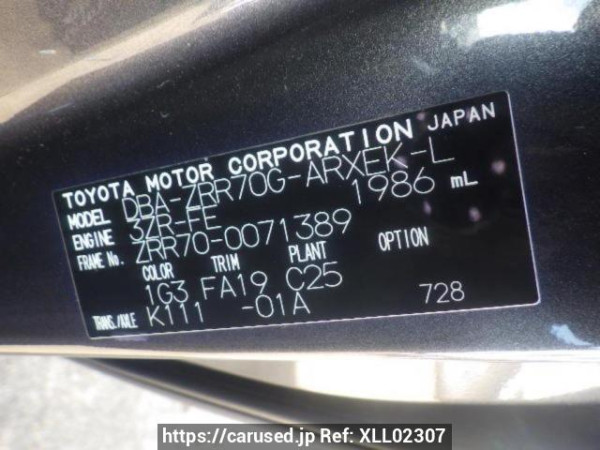 TOYOTA MOTOR CORPORATION JAPAN
MODEL DBA-ZRR70G-ARXEK-L
ENGINE 3ZR-FE 1986 mL
FRAME No. ZRR70-0071389
COLOR TRIM PLANT OPTION
1G3 FA19 C25
TRANS./AXLE K111 -01A 728
https://carused.jp Ref: XLL02307